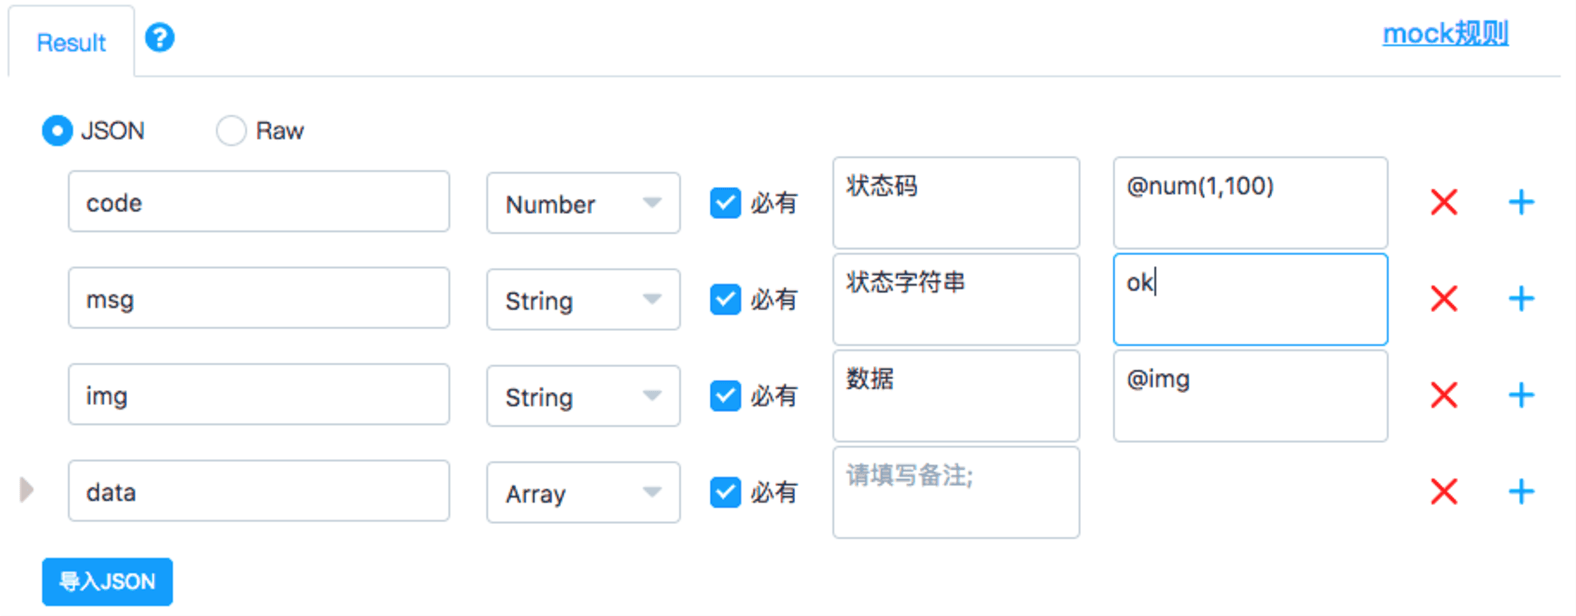 Result ?
mock规则
JSON Raw
code Number 必有 状态码 @num(1,100)
msg String 必有 状态字符串 ok
img String 必有 数据 @img
data Array 必有 请填写备注;
导入JSON